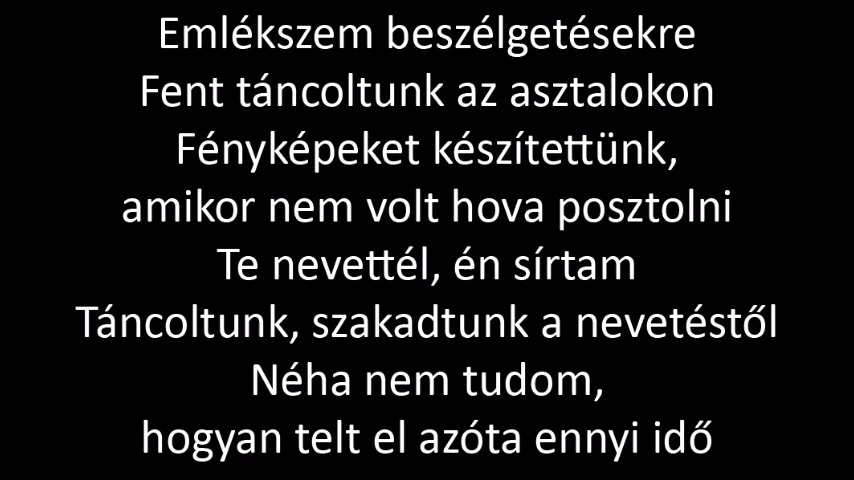 Emlékszem beszélgetésekre
Fent táncoltunk az asztalokon
Fényképeket készítettünk,
amikor nem volt hova posztolni
Te nevettél, én sírtam
Táncoltunk, szakadtunk a nevetéstől
Néha nem tudom,
hogyan telt el azóta ennyi idő